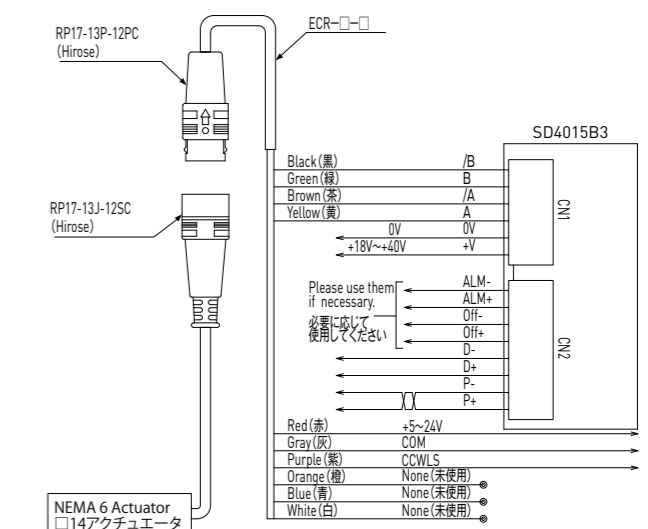 RP17-13P-12PC
(Hirose)
ECR-□-□
SD4015B3
RP17-13J-12SC
(Hirose)
Black(黒) /B
Green(緑) B
Brown(茶) /A
Yellow(黄) A
0V 0V
+18V~+40V +V
CN1
Please use them
if necessary.
必要に応じて
使用してください
ALM-
ALM+
Off-
Off+
D-
D+
P-
P+
CN2
Red(赤) +5~24V
Gray(灰) COM
Purple(紫) CCWLS
Orange(橙) None(未使用)
Blue(青) None(未使用)
White(白) None(未使用)
NEMA 6 Actuator
□14アクチュエータ